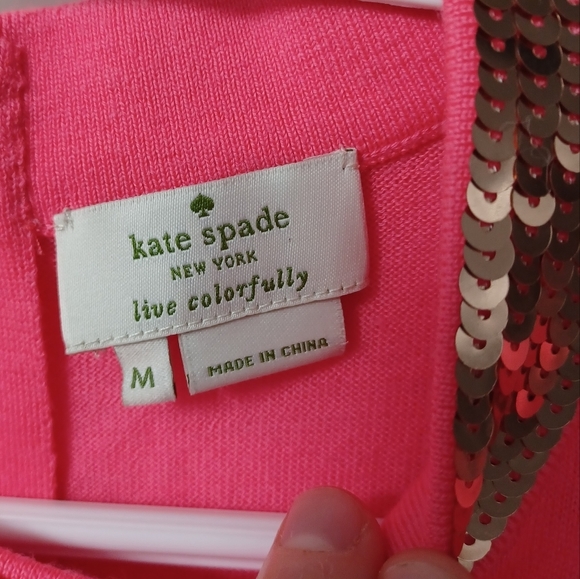 kate spade
NEW YORK
live colorfully
M
MADE IN CHINA